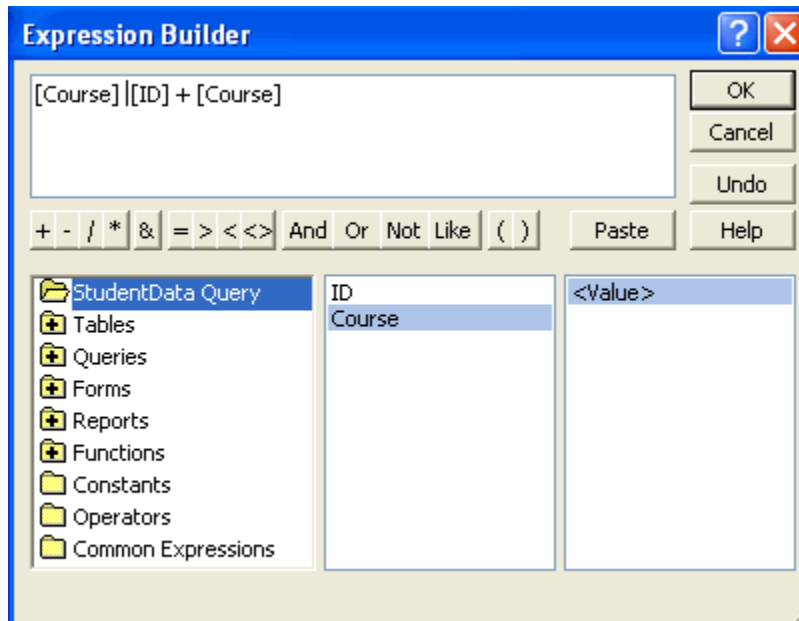 Expression Builder
[Course] [ID] + [Course]
OK
Cancel
Undo
+ - / * & = > < <> And Or Not Like ( ) Paste Help
StudentData Query
Tables
Queries
Forms
Reports
Functions
Constants
Operators
Common Expressions
ID
Course
<Value>